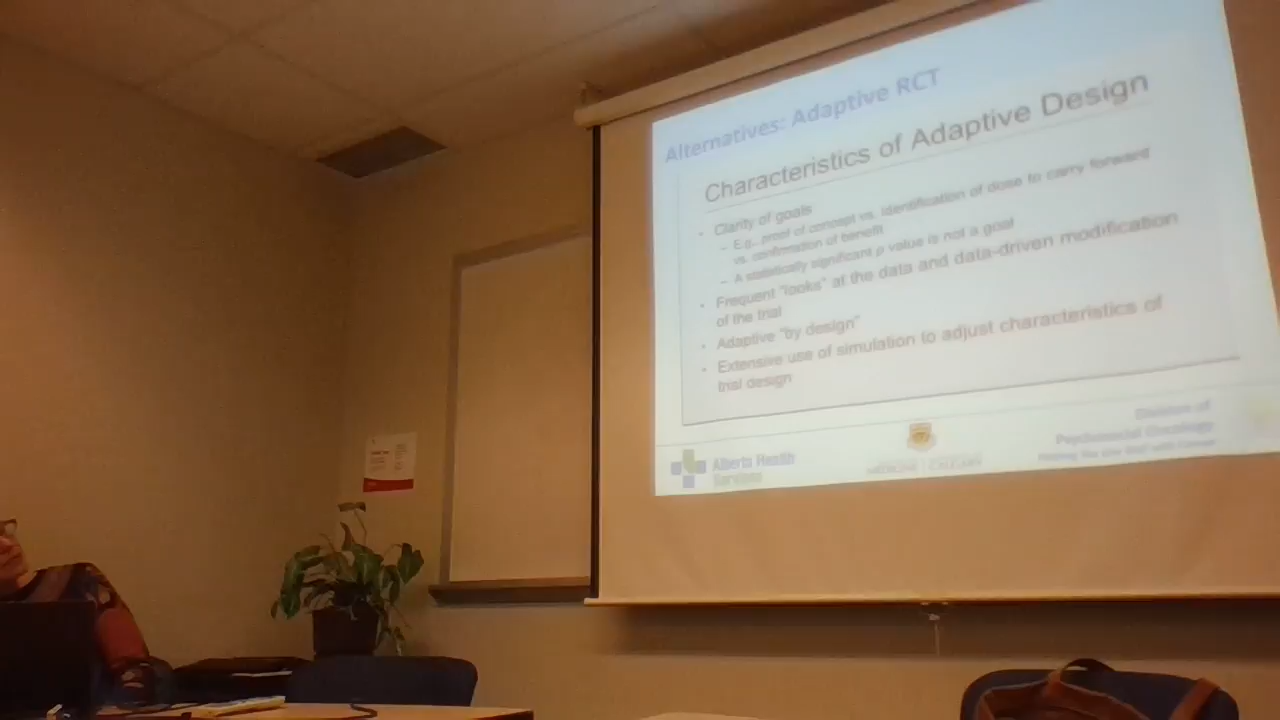 Alternatives: Adaptive RCT
Characteristics of Adaptive Design
• Clarity of goals
– E.g., proof of concept vs. identification of dose to carry forward
vs. confirmation of benefit
– A statistically significant p value is not a goal
• Frequent "looks" at the data and data-driven modification
of the trial
• Adaptive "by design"
• Extensive use of simulation to adjust characteristics of
trial design
Alberta Health
Services
MEDICINE | CALGARY
Division of
Psychosocial Oncology